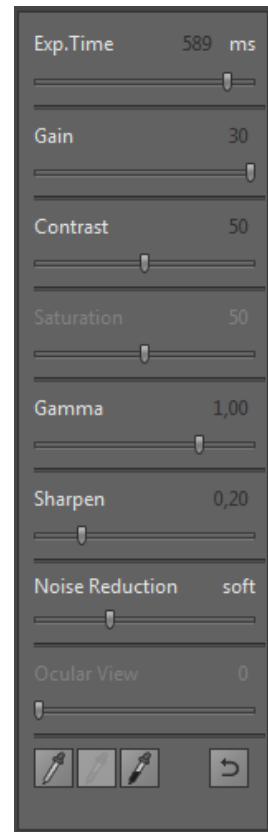 Exp.Time 589 ms
Gain 30
Contrast 50
Saturation 50
Gamma 1,00
Sharpen 0,20
Noise Reduction soft
Ocular View 0